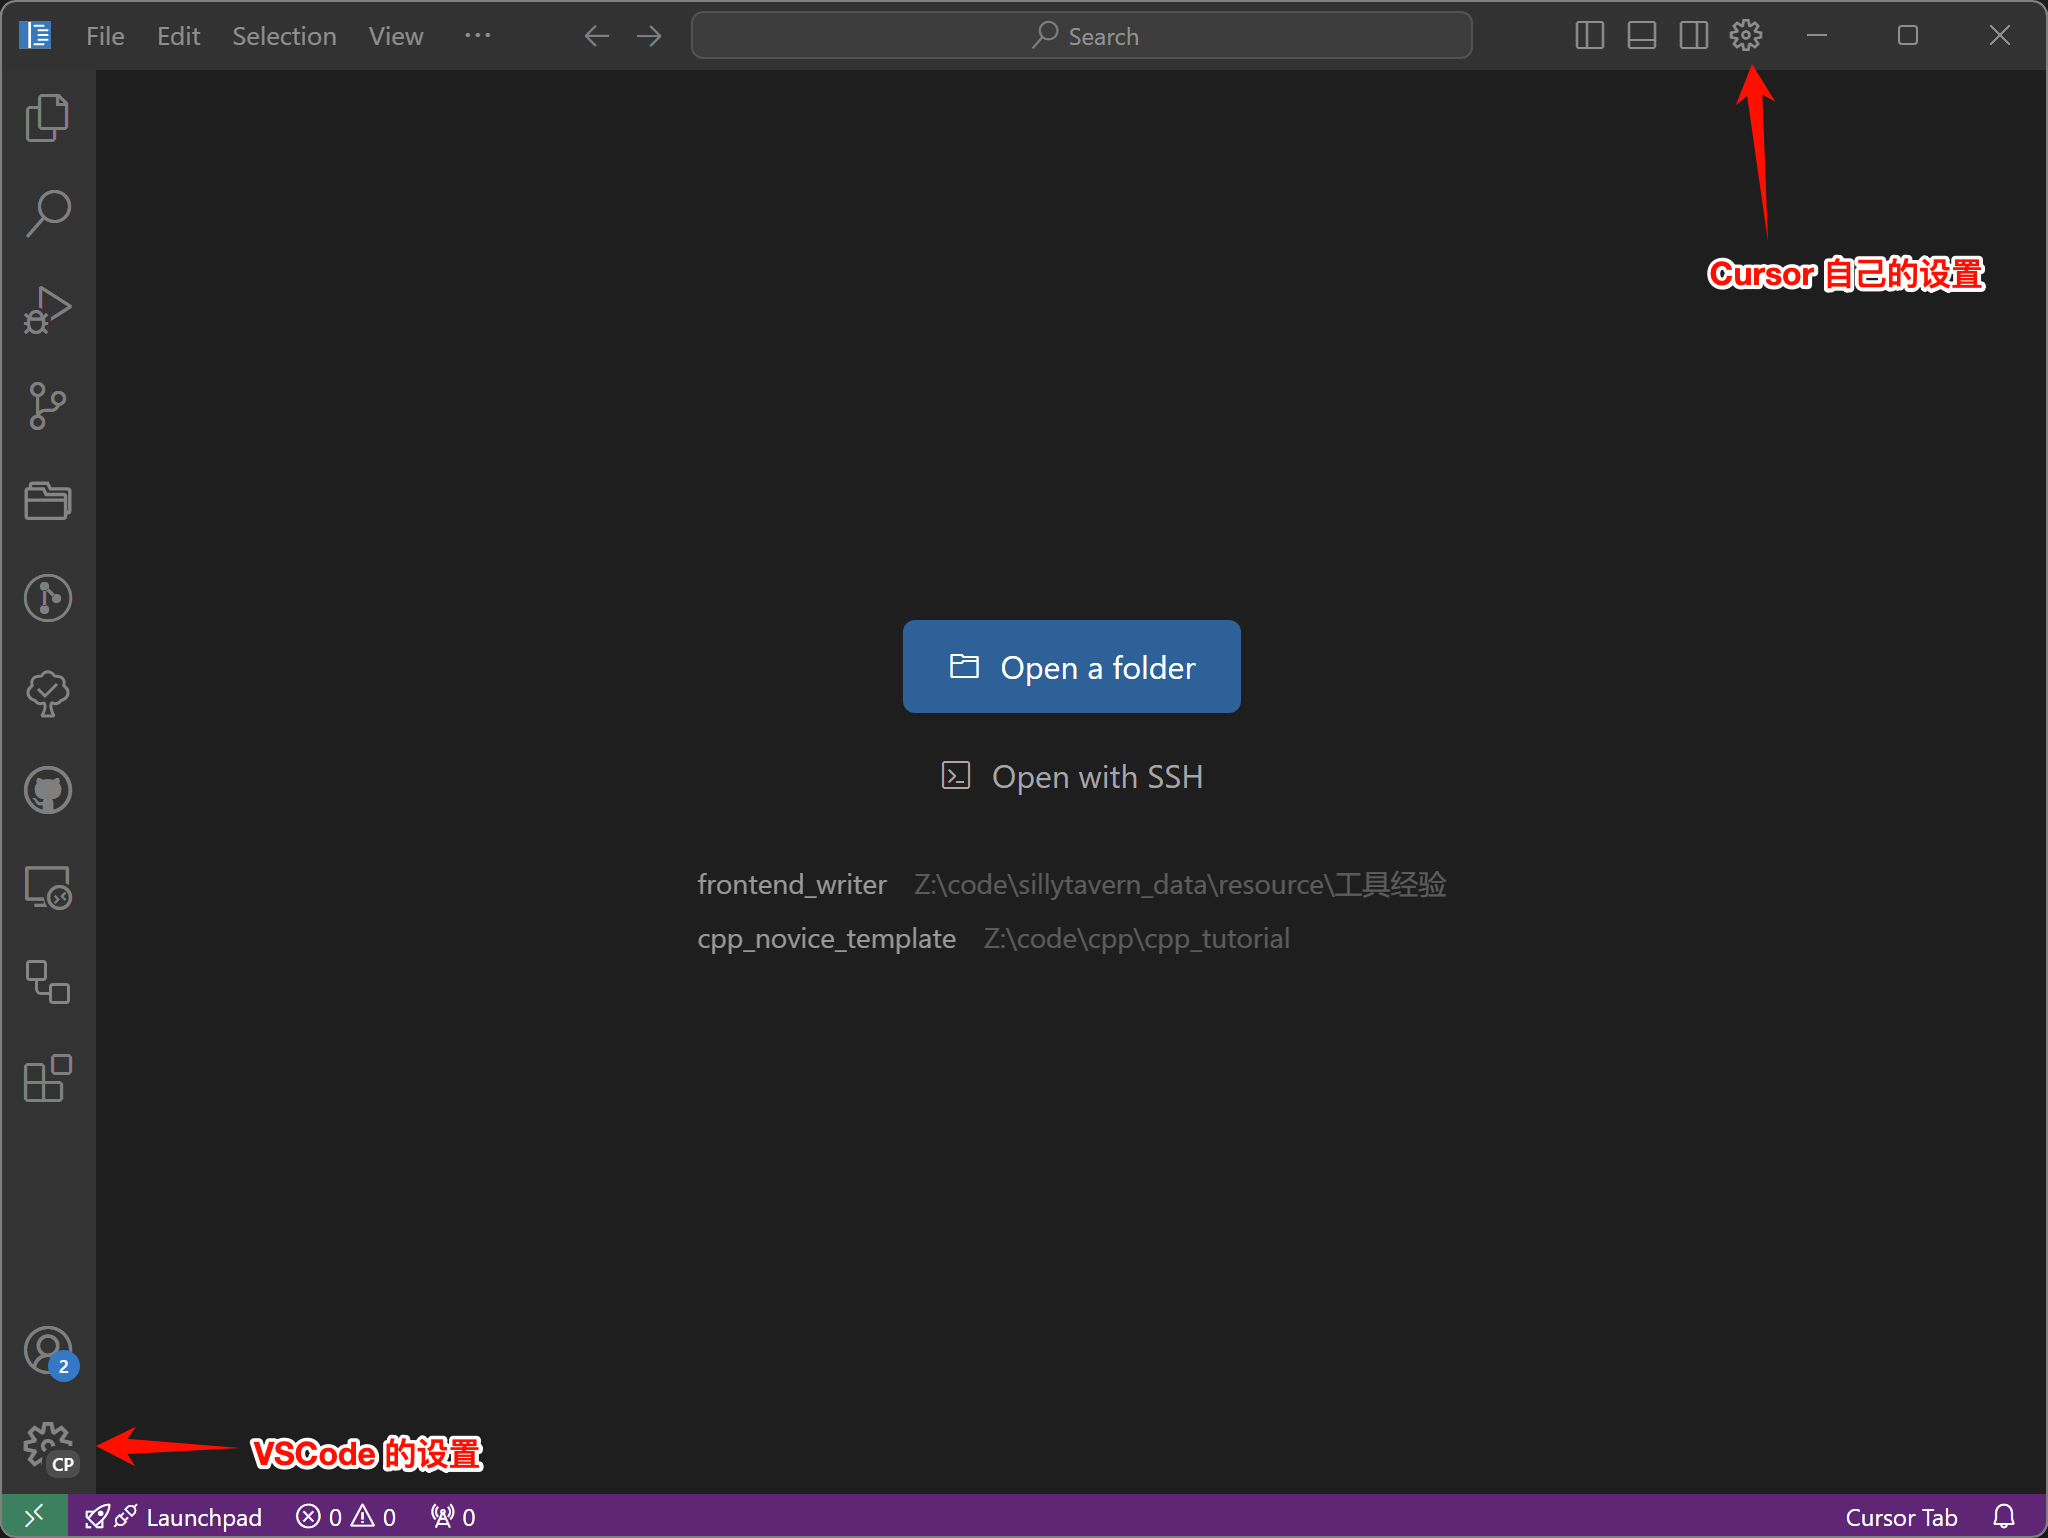 File Edit Selection View ··· Search
Cursor 自己的设置
Open a folder
Open with SSH
frontend_writer Z:\code\sillytavern_data\resource\工具经验
cpp_novice_template Z:\code\cpp\cpp_tutorial
2
CP
VSCode 的设置
Launchpad 0 0 0 Cursor Tab